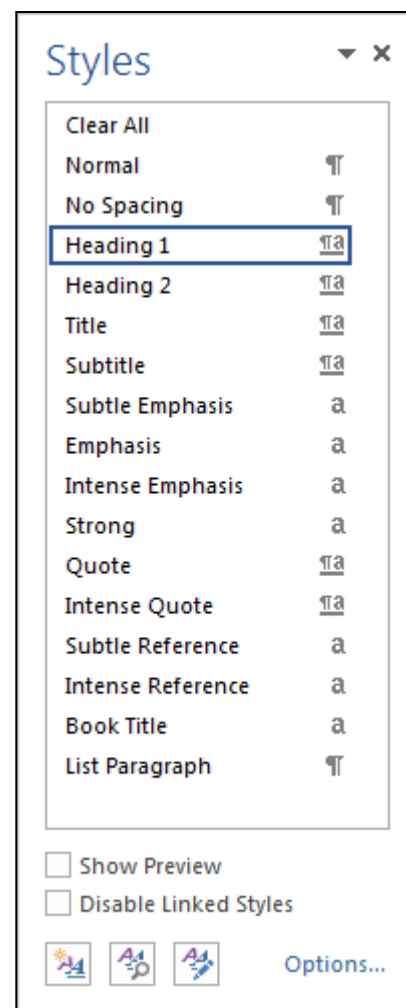 Styles
Clear All
Normal ¶
No Spacing ¶
Heading 1 ¶a
Heading 2 ¶a
Title ¶a
Subtitle ¶a
Subtle Emphasis a
Emphasis a
Intense Emphasis a
Strong a
Quote ¶a
Intense Quote ¶a
Subtle Reference a
Intense Reference a
Book Title a
List Paragraph ¶
Show Preview
Disable Linked Styles
Options...